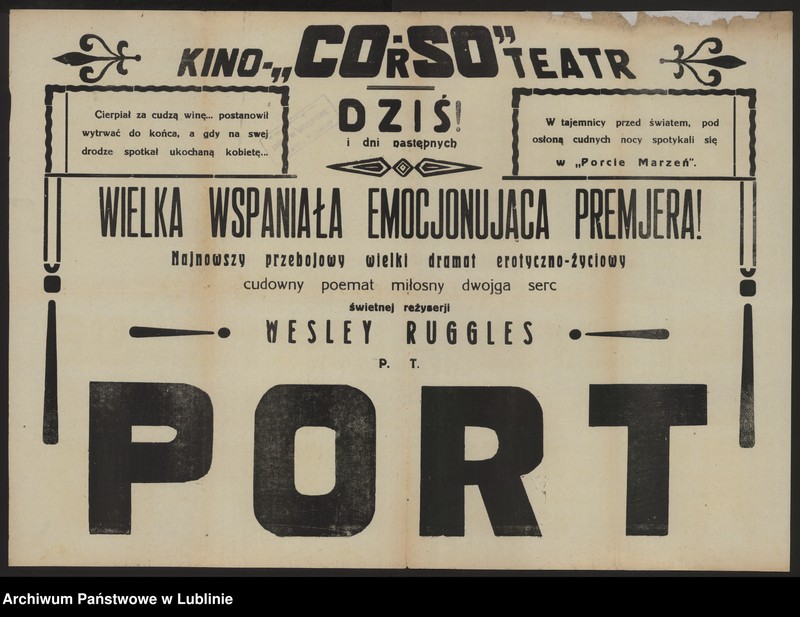 KINO-„CORSO” TEATR
DZIŚ!
i dni następnych
Cierpiał za cudzą winę... postanowił
wytrwać do końca, a gdy na swej
drodze spotkał ukochaną kobietę...
W tajemnicy przed światem, pod
osłoną cudnych nocy spotykali się
w „Porcie Marzeń”.
WIELKA WSPANIAŁA EMOCJONUJĄCA PREMJERA!
Najnowszy przebojowy wielki dramat erotyczno-życiowy
cudowny poemat miłosny dwojga serc
świetnej reżyserji
WESLEY RUGGLES
P. T.
PORT
Archiwum Państwowe w Lublinie